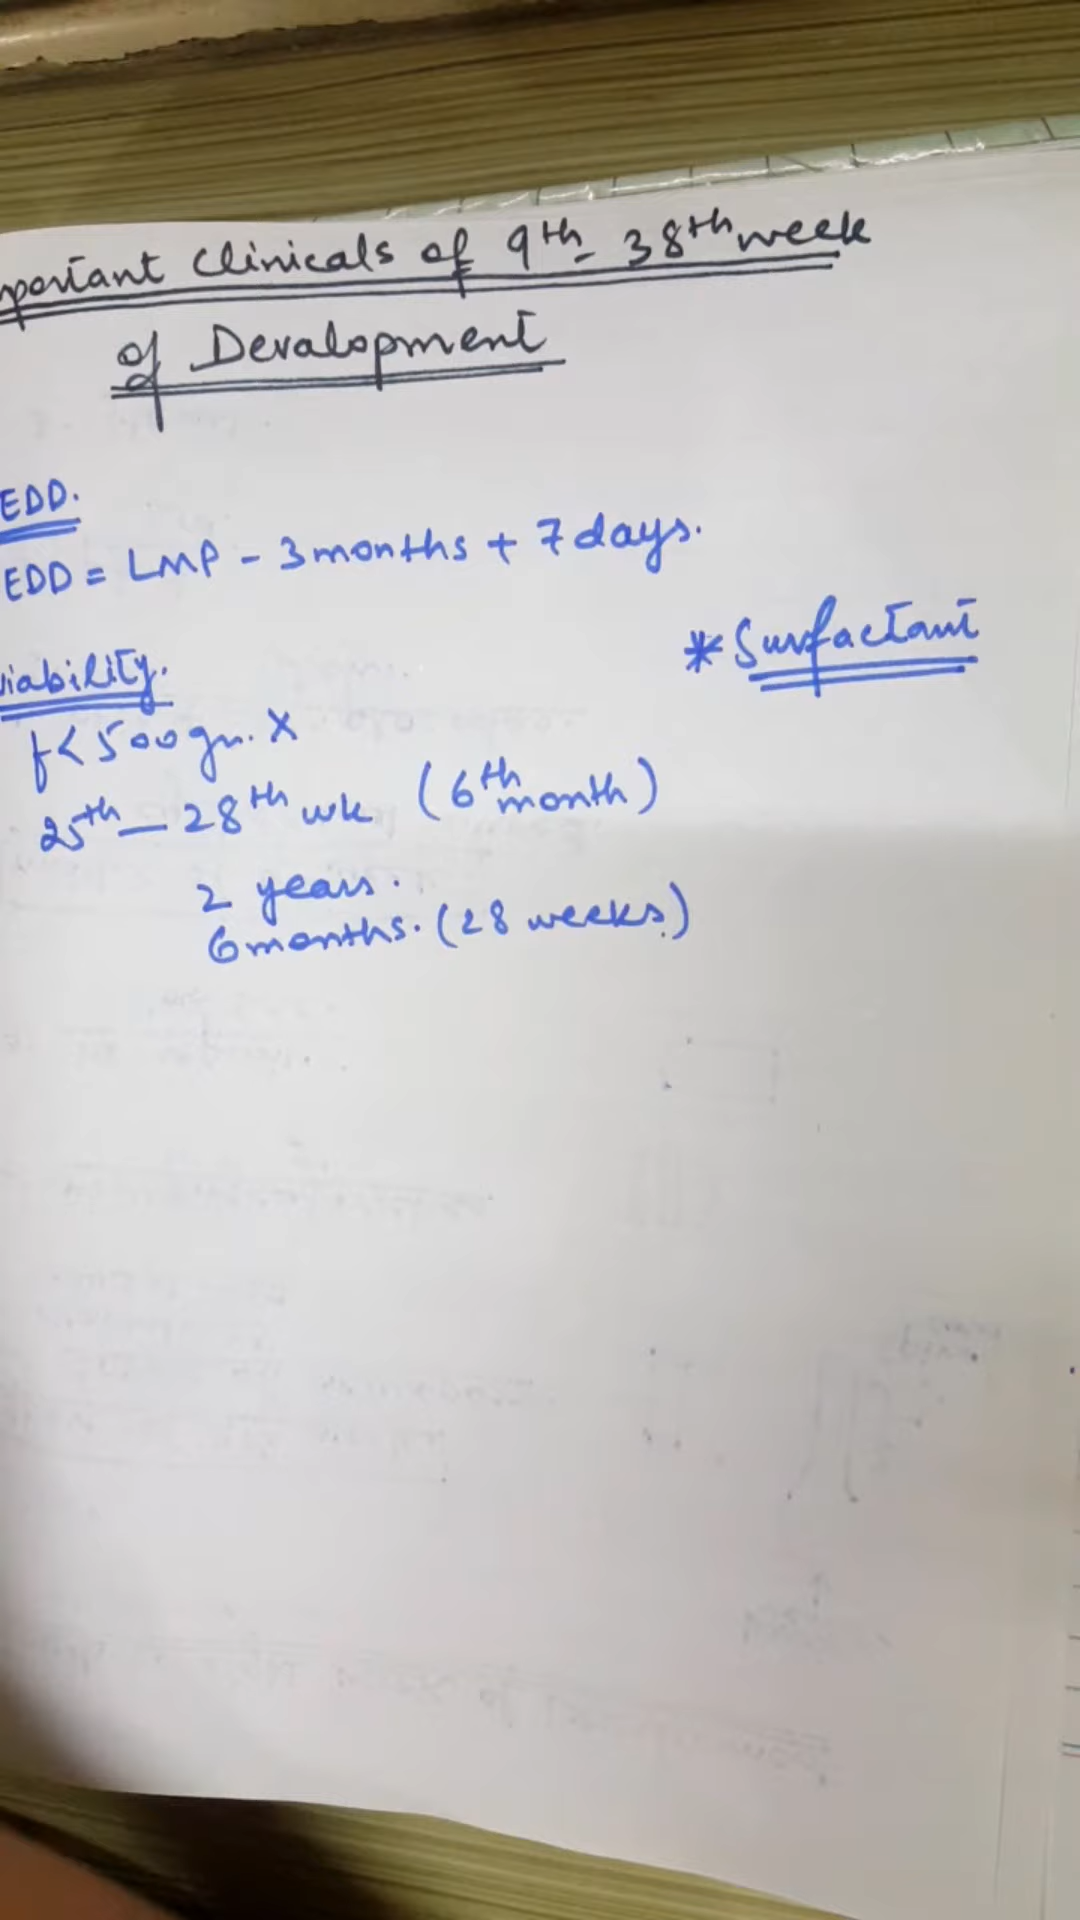 portant Clinicals of 9th - 38th week
of Devalopment
EDD.
EDD = LMP - 3 months + 7 days.
* Surfactant
iability.
f < 500 gm. X
25th — 28th wk (6th month)
2 years.
6 months. (28 weeks)